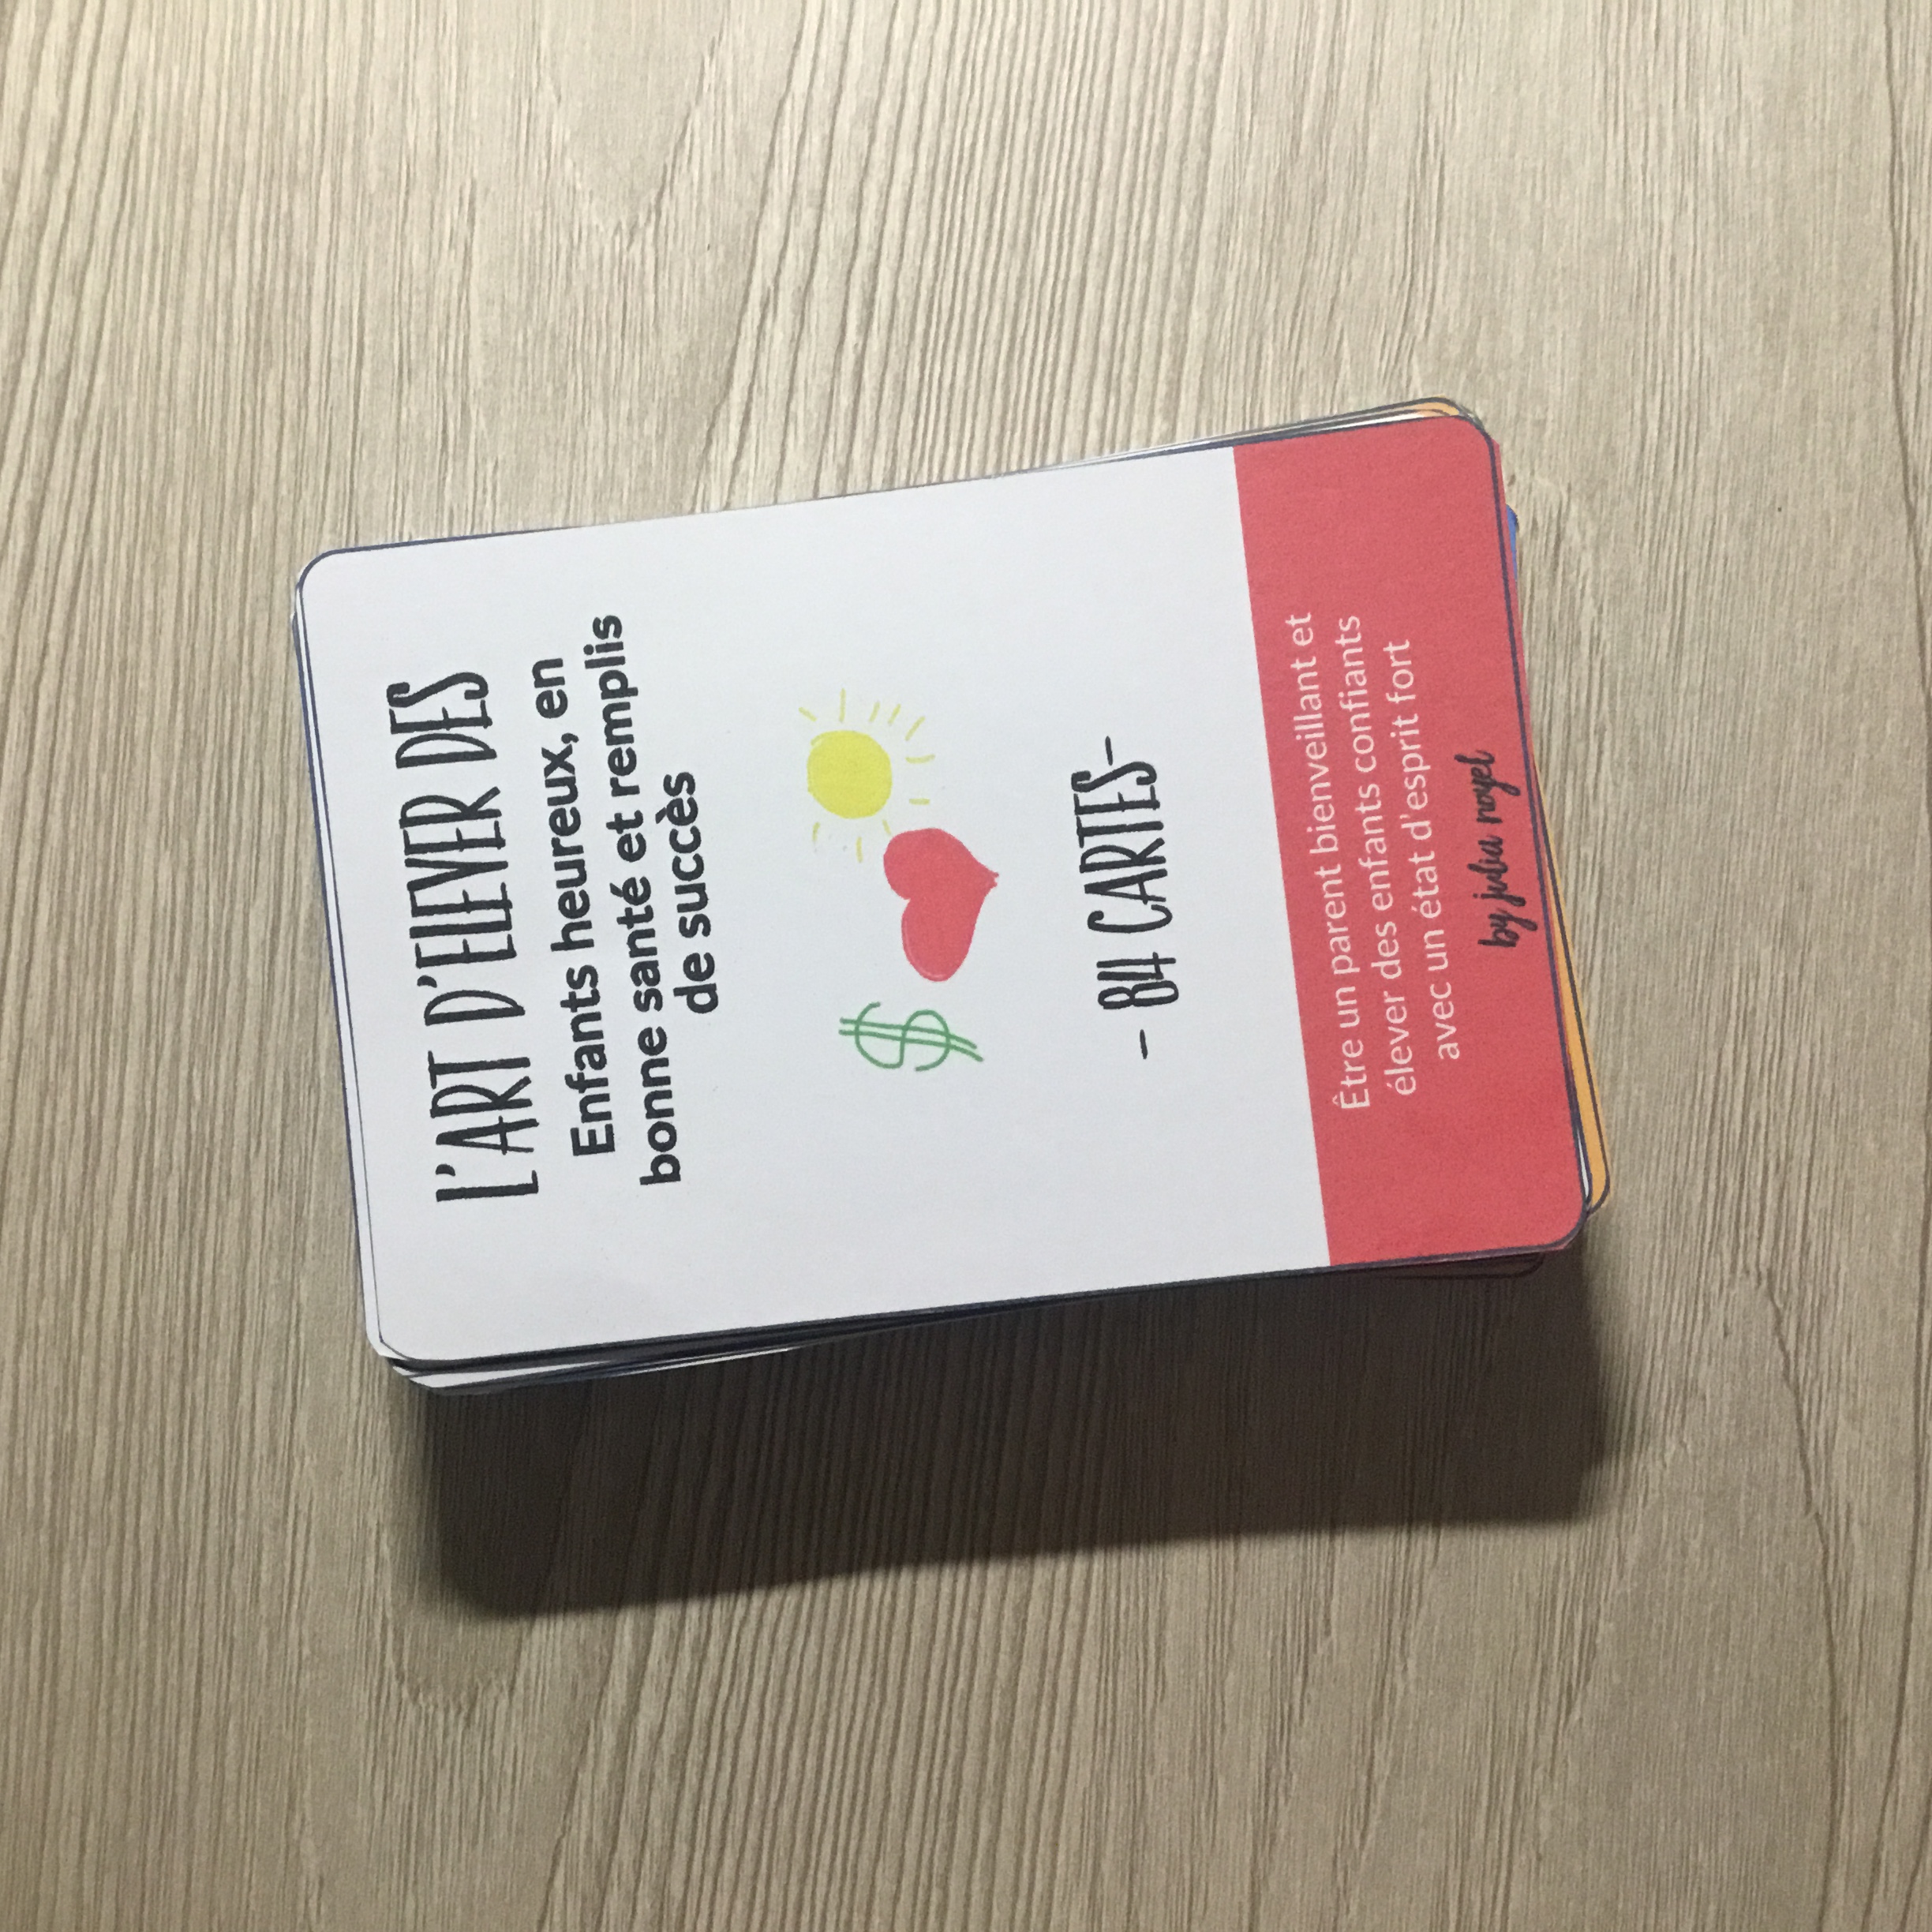 L'ART D'ELEVER DES
Enfants heureux, en
bonne santé et remplis
de succès
$
- 84 CARTES-
Être un parent bienveillant et
élever des enfants confiants
avec un état d'esprit fort
by julia noyel